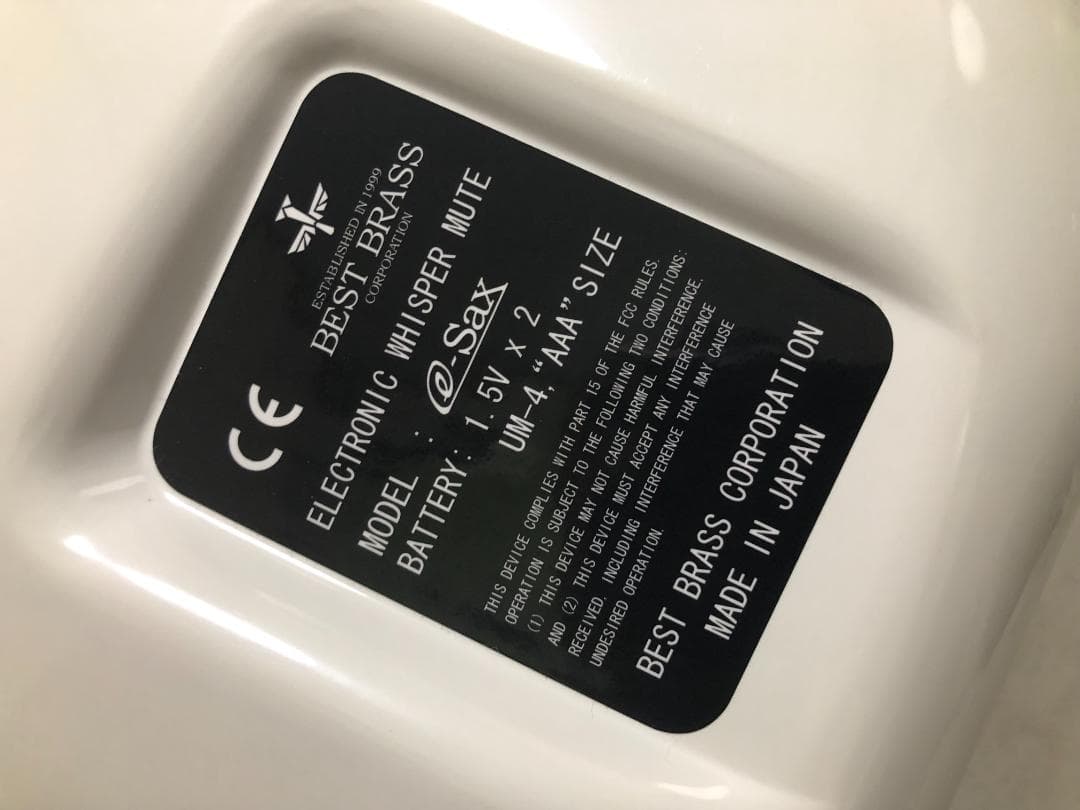 CE
ESTABLISHED IN 1999
BEST BRASS
CORPORATION
ELECTRONIC WHISPER MUTE
MODEL : e-Sax
BATTERY: 1.5V X 2
UM-4, “AAA” SIZE
THIS DEVICE COMPLIES WITH PART 15 OF THE FCC RULES.
OPERATION IS SUBJECT TO THE FOLLOWING TWO CONDITIONS:
(1) THIS DEVICE MAY NOT CAUSE HARMFUL INTERFERENCE.
AND (2) THIS DEVICE MUST ACCEPT ANY INTERFERENCE
RECEIVED, INCLUDING INTERFERENCE THAT MAY CAUSE
UNDESIRED OPERATION.
BEST BRASS CORPORATION
MADE IN JAPAN